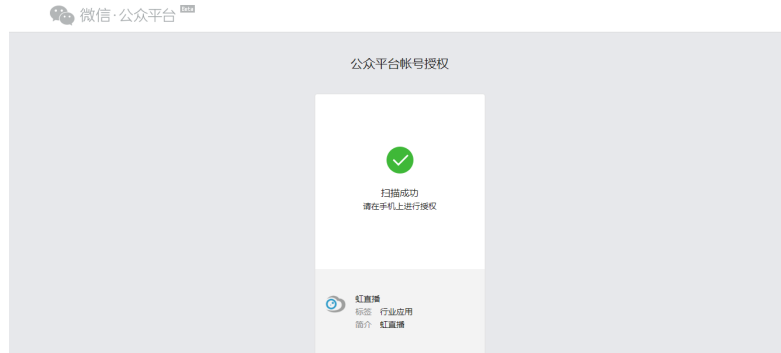 微信·公众平台 Beta
公众平台帐号授权
扫描成功
请在手机上进行授权
虹直播
标签 行业应用
简介 虹直播